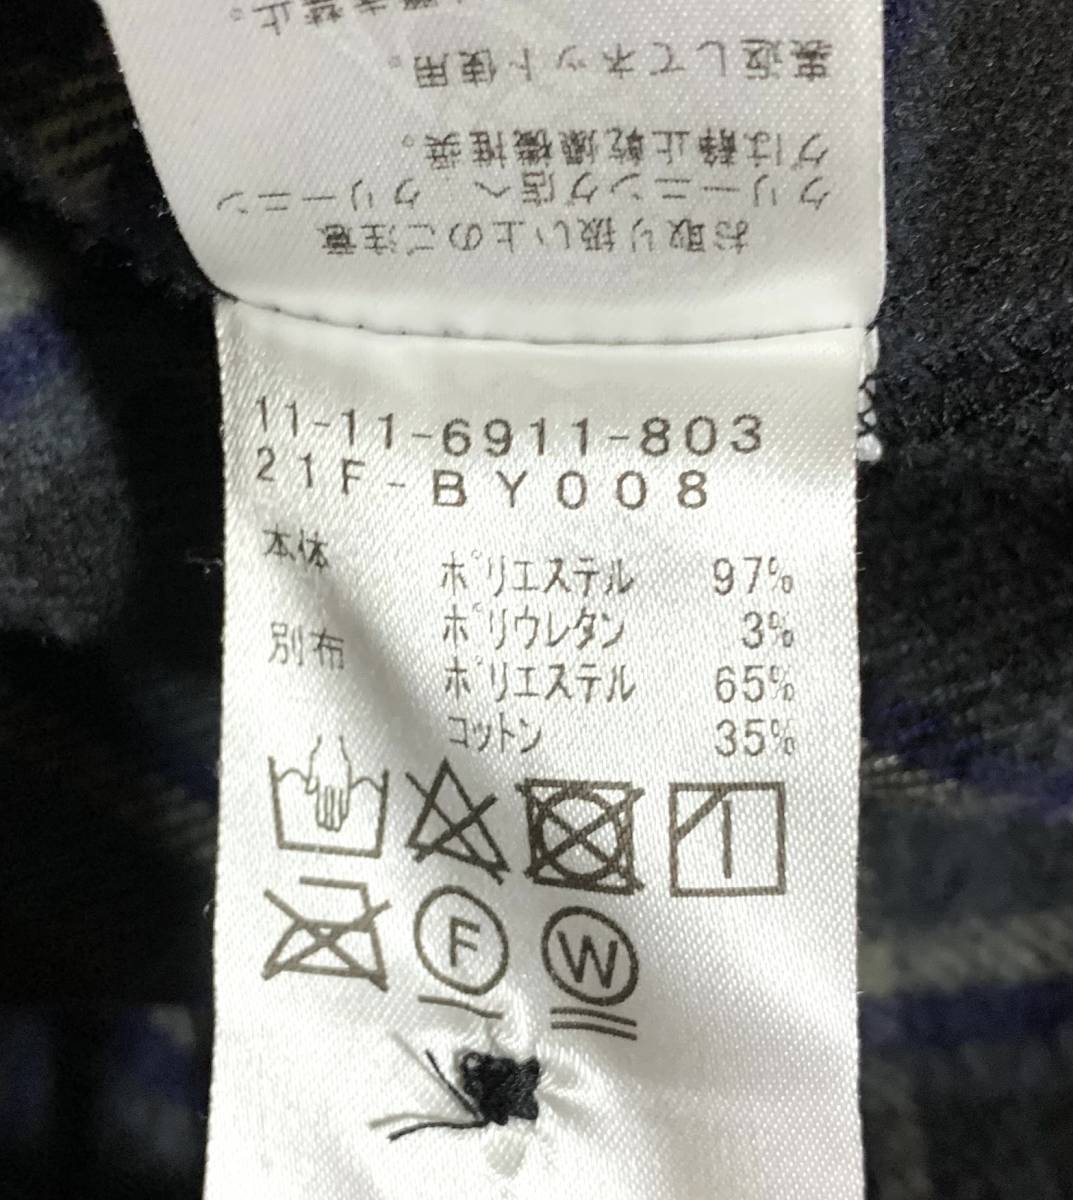 お取り扱い上のご注意
クリーニング店へ クリーニン
グは静止乾燥機推奨。
裏返してネット使用。
き禁止。
11-11-6911-803
21F-BY008
本体 ポリエステル 97%
ポリウレタン 3%
別布 ポリエステル 65%
コットン 35%
F
W